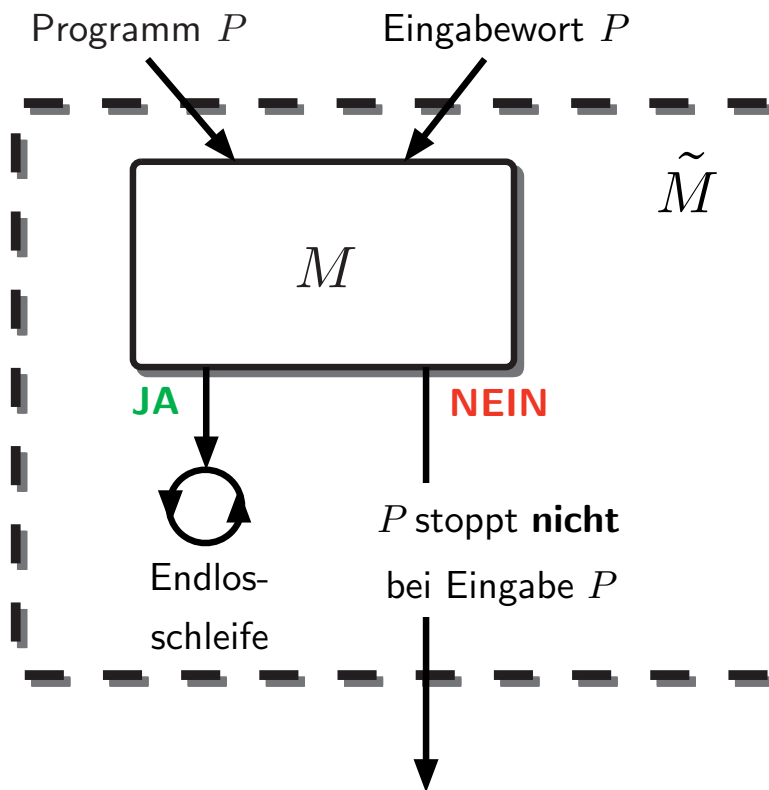 Programm P
Eingabewort P
M̃
M
JA
NEIN
P stoppt nicht
bei Eingabe P
Endlos-
schleife